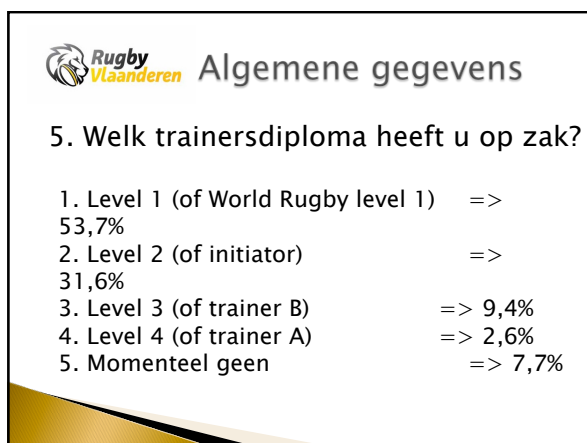 Rugby
Vlaanderen
Algemene gegevens
5. Welk trainersdiploma heeft u op zak?
1. Level 1 (of World Rugby level 1) =>
53,7%
2. Level 2 (of initiator) =>
31,6%
3. Level 3 (of trainer B) => 9,4%
4. Level 4 (of trainer A) => 2,6%
5. Momenteel geen => 7,7%